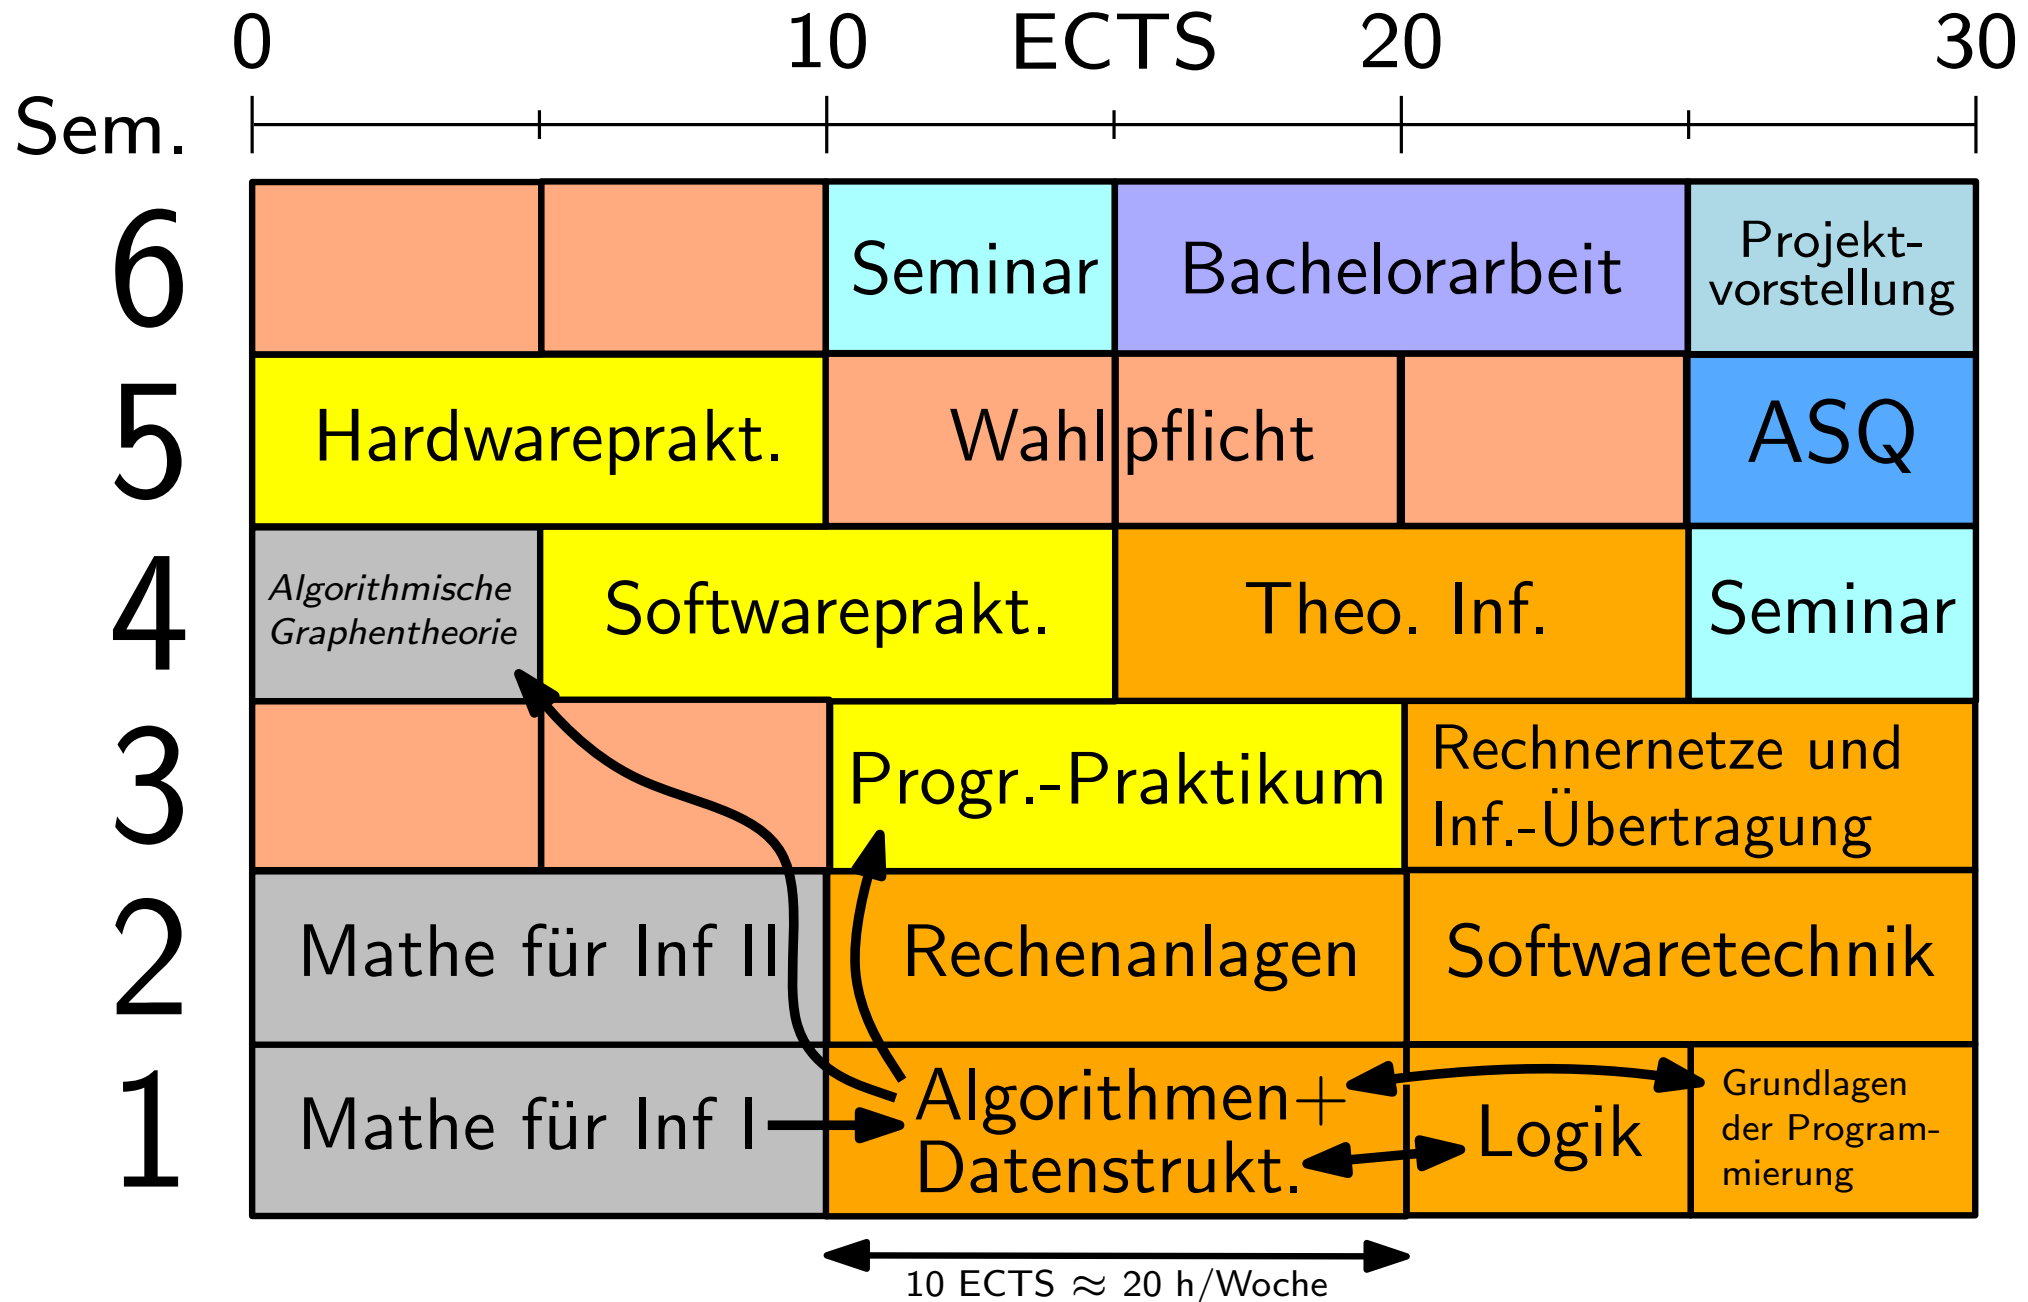 0 10 ECTS 20 30
Sem.
6 Seminar Bachelorarbeit Projekt-
vorstellung
5 Hardwareprakt. Wahlpflicht ASQ
4 Algorithmische
Graphentheorie
Softwareprakt. Theo. Inf. Seminar
3 Progr.-Praktikum Rechnernetze und
Inf.-Übertragung
2 Mathe für Inf II Rechenanlagen Softwaretechnik
1 Mathe für Inf I Algorithmen+
Datenstrukt.
Logik
Grundlagen
der Program-
mierung
10 ECTS ≈ 20 h/Woche